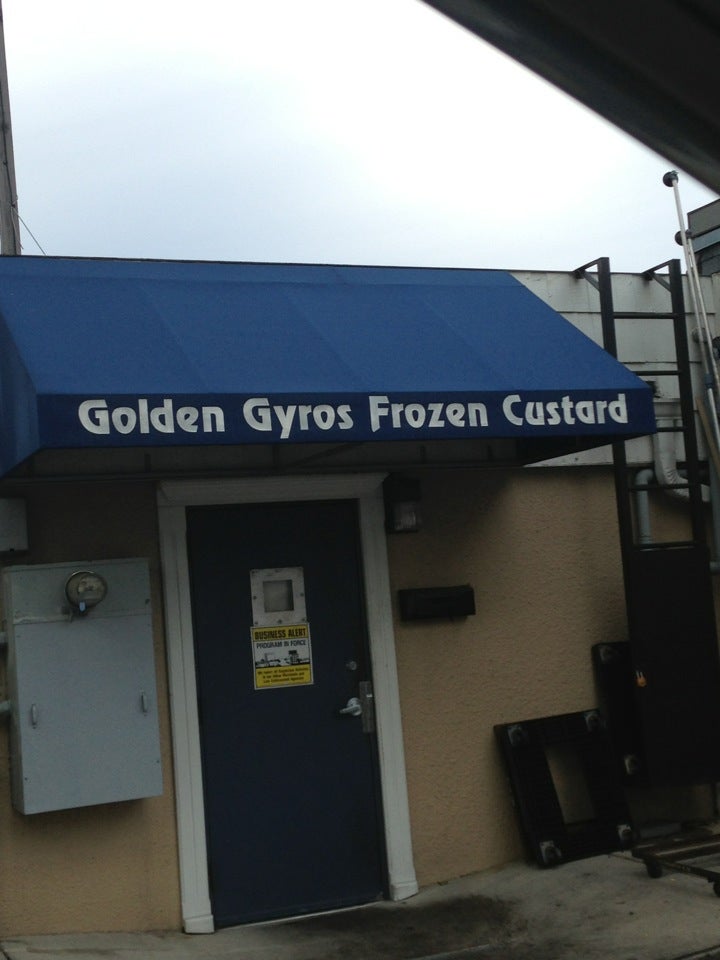 Golden Gyros Frozen Custard
BUSINESS ALERT
PROGRAM IN FORCE